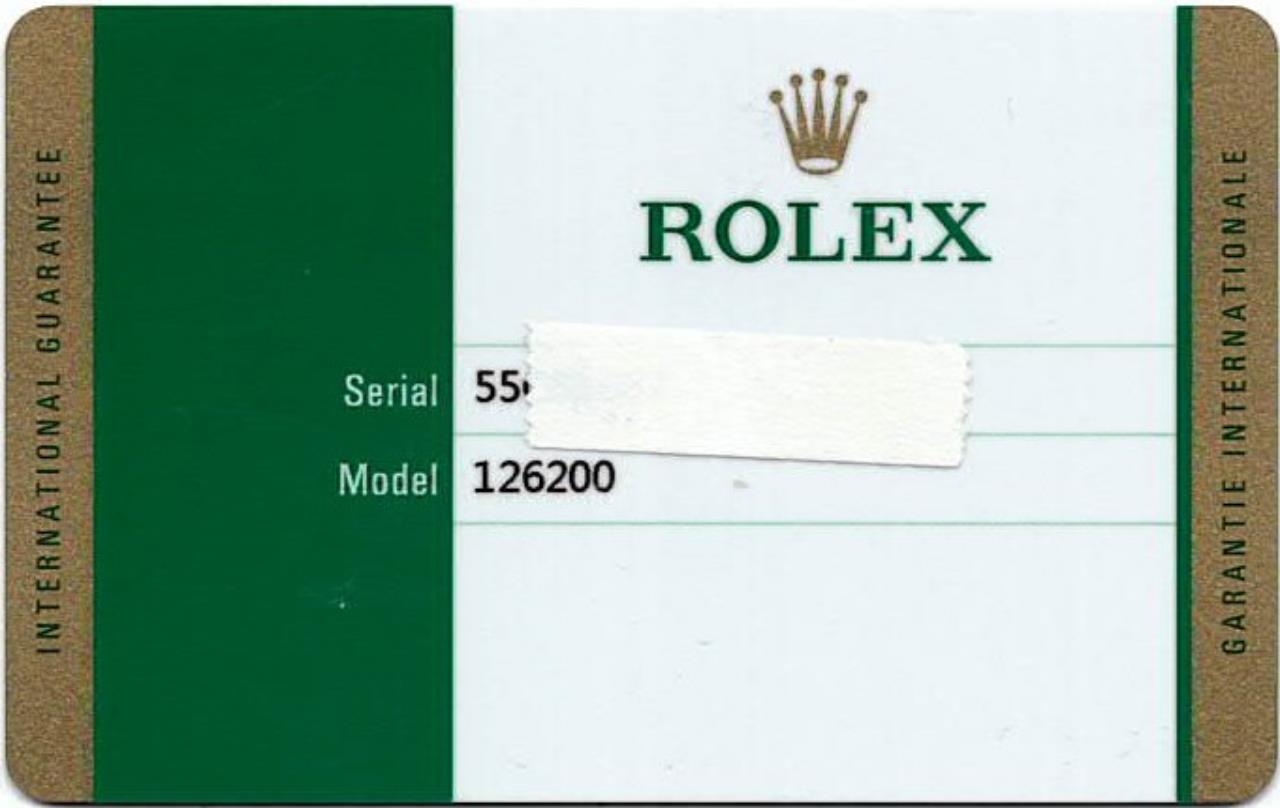 INTERNATIONAL GUARANTEE
ROLEX
Serial 55
Model 126200
GARANTIE INTERNATIONALE